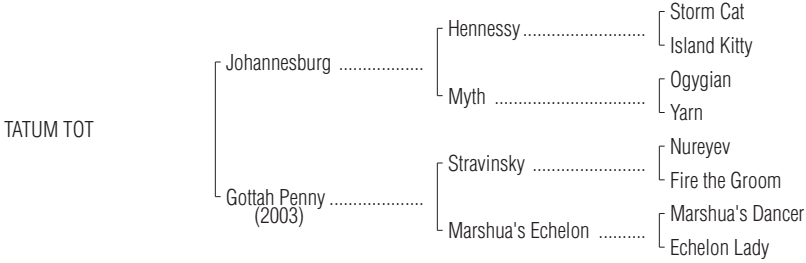 Storm Cat
Hennessy..........................
Island Kitty
Johannesburg ..................
Ogygian
Myth ................................
Yarn
TATUM TOT
Nureyev
Stravinsky ........................
Fire the Groom
Gottah Penny ....................
(2003)
Marshua's Dancer
Marshua's Echelon ..........
Echelon Lady